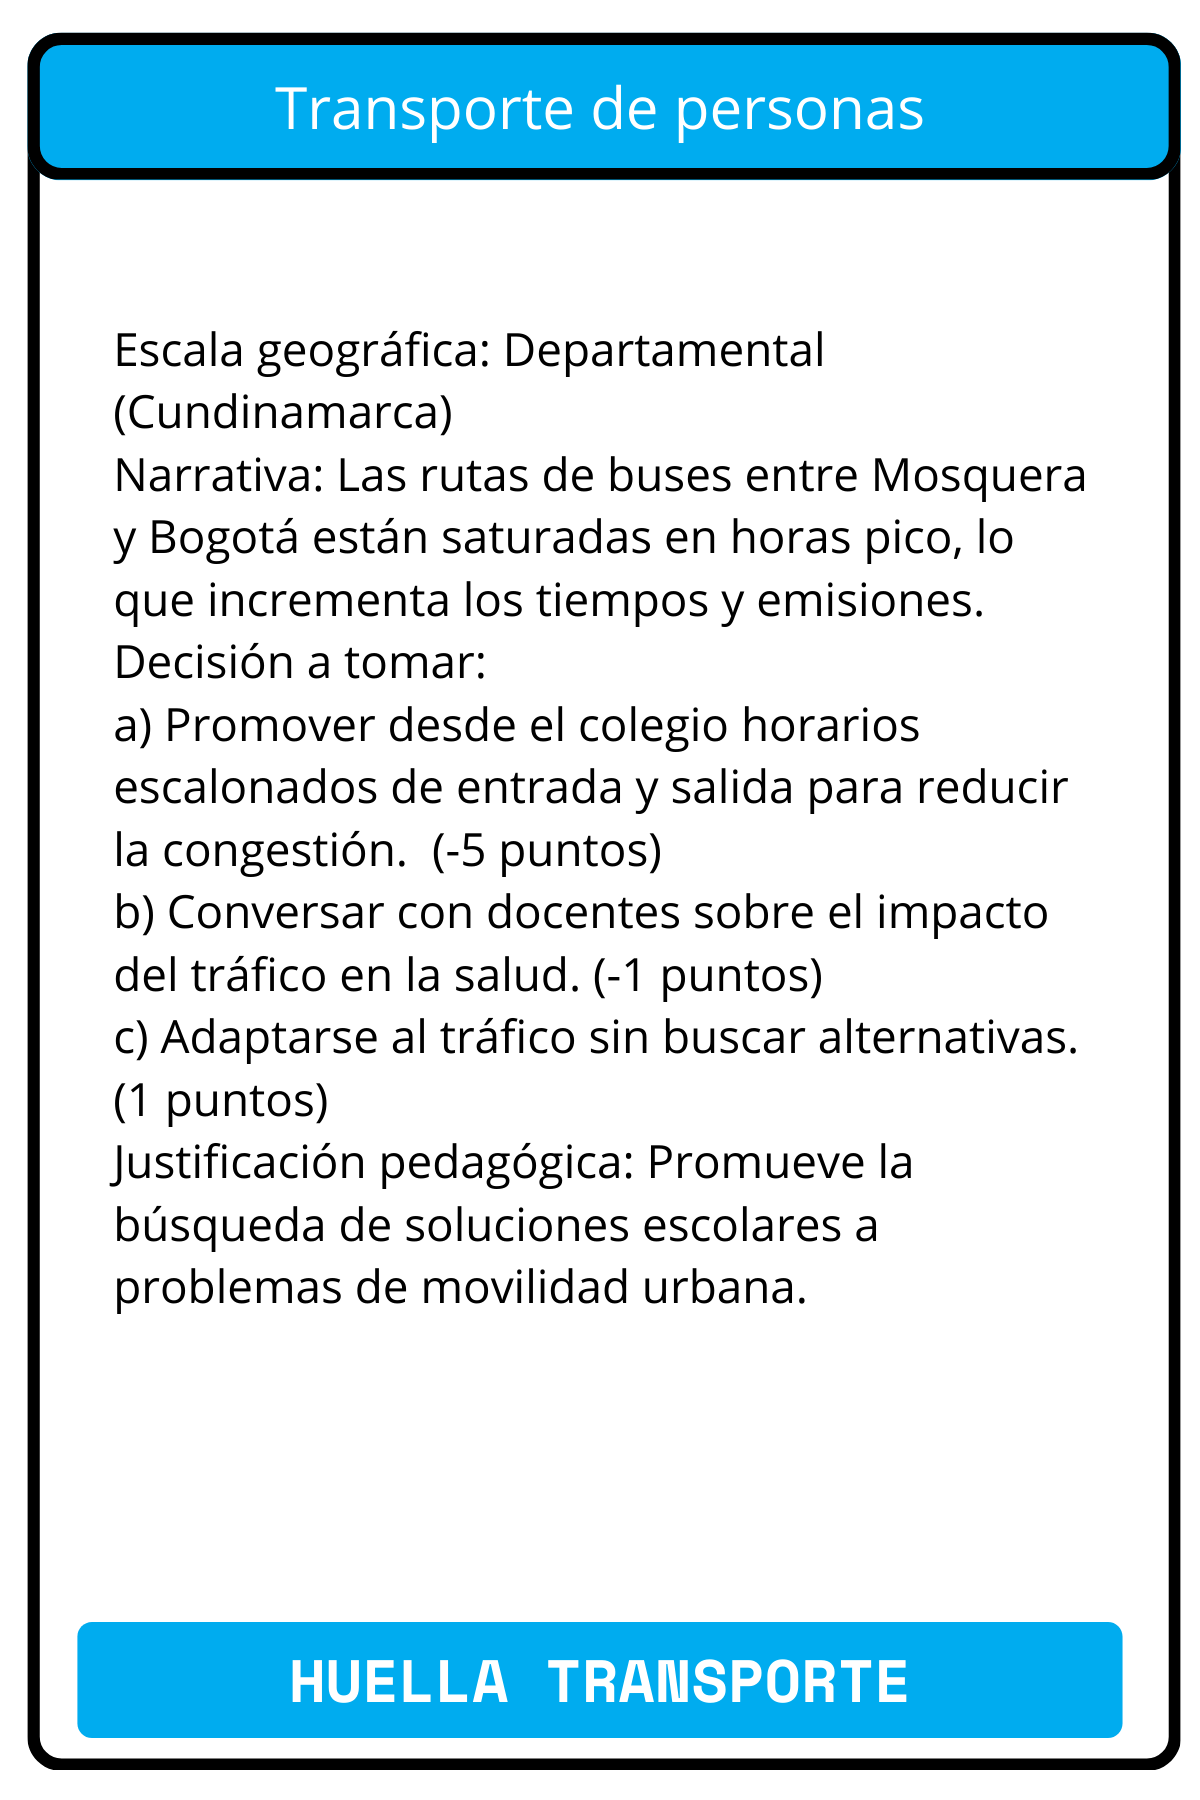 Transporte de personas
Escala geográfica: Departamental
(Cundinamarca)
Narrativa: Las rutas de buses entre Mosquera
y Bogotá están saturadas en horas pico, lo
que incrementa los tiempos y emisiones.
Decisión a tomar:
a) Promover desde el colegio horarios
escalonados de entrada y salida para reducir
la congestión.  (-5 puntos)
b) Conversar con docentes sobre el impacto
del tráfico en la salud. (-1 puntos)
c) Adaptarse al tráfico sin buscar alternativas.
(1 puntos)
Justificación pedagógica: Promueve la
búsqueda de soluciones escolares a
problemas de movilidad urbana.
HUELLA TRANSPORTE